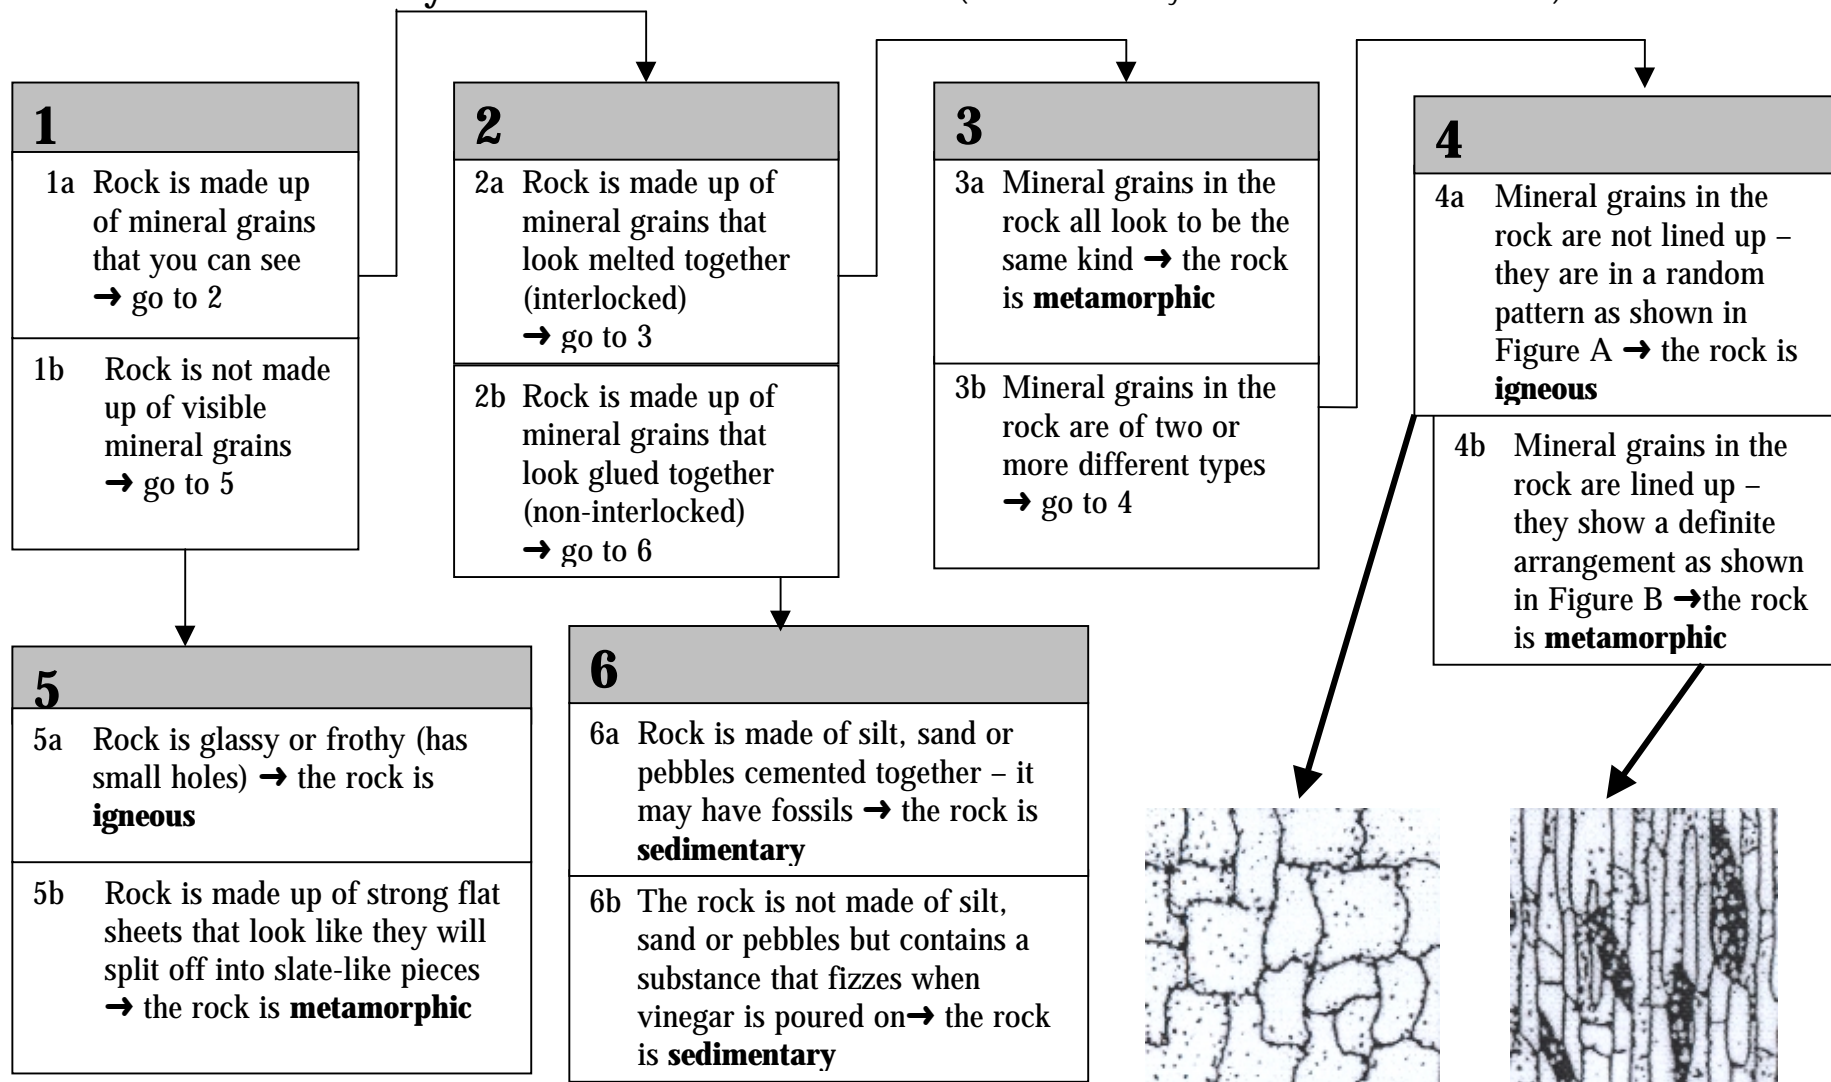 1
1a Rock is made up
of mineral grains
that you can see
➔ go to 2
1b Rock is not made
up of visible
mineral grains
➔ go to 5
2
2a Rock is made up of
mineral grains that
look melted together
(interlocked)
➔ go to 3
2b Rock is made up of
mineral grains that
look glued together
(non-interlocked)
➔ go to 6
3
3a Mineral grains in the
rock all look to be the
same kind ➔ the rock
is metamorphic
3b Mineral grains in the
rock are of two or
more different types
➔ go to 4
4
4a Mineral grains in the
rock are not lined up –
they are in a random
pattern as shown in
Figure A ➔ the rock is
igneous
4b Mineral grains in the
rock are lined up –
they show a definite
arrangement as shown
in Figure B ➔the rock
is metamorphic
5
5a Rock is glassy or frothy (has
small holes) ➔ the rock is
igneous
5b Rock is made up of strong flat
sheets that look like they will
split off into slate-like pieces
➔ the rock is metamorphic
6
6a Rock is made of silt, sand or
pebbles cemented together – it
may have fossils ➔ the rock is
sedimentary
6b The rock is not made of silt,
sand or pebbles but contains a
substance that fizzes when
vinegar is poured on➔ the rock
is sedimentary